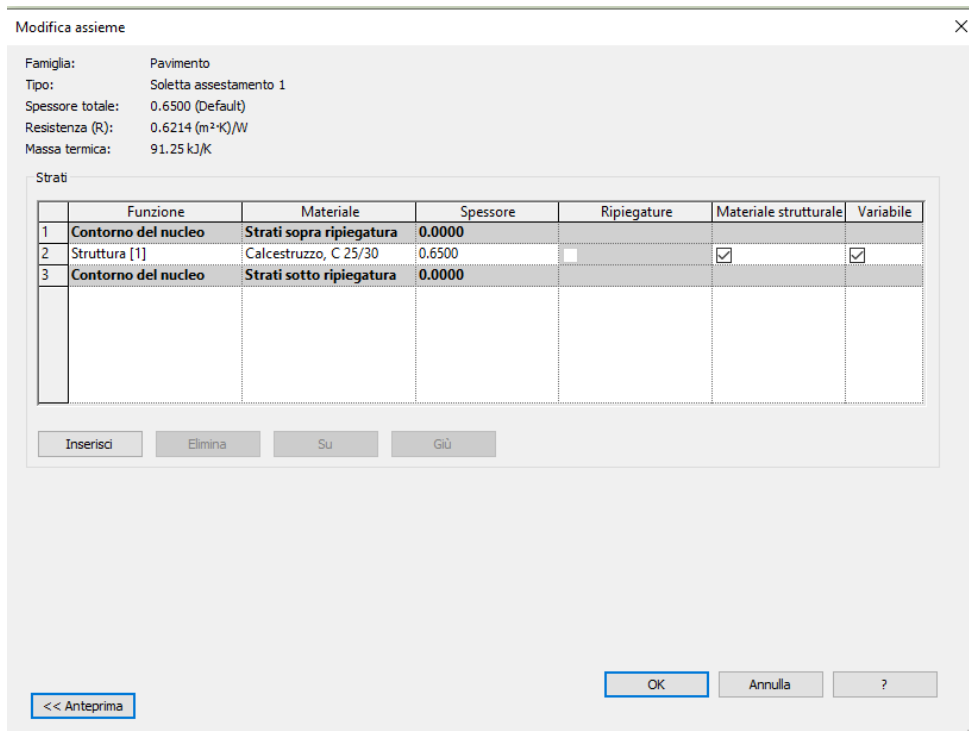 Modifica assieme
Famiglia: Pavimento
Tipo: Soletta assestamento 1
Spessore totale: 0.6500 (Default)
Resistenza (R): 0.6214 (m²·K)/W
Massa termica: 91.25 kJ/K
Strati
Funzione Materiale Spessore Ripiegature Materiale strutturale Variabile
1 Contorno del nucleo Strati sopra ripiegatura 0.0000
2 Struttura [1] Calcestruzzo, C 25/30 0.6500
3 Contorno del nucleo Strati sotto ripiegatura 0.0000
Inserisci Elimina Su Giù
OK Annulla ?
<< Anteprima